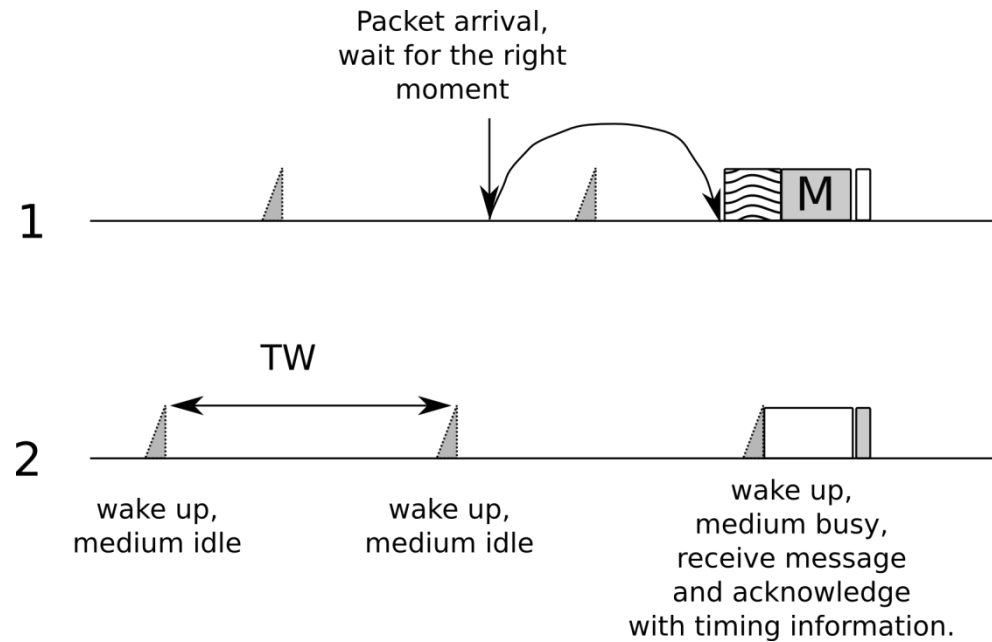 Packet arrival,
wait for the right
moment
1
M
TW
2
wake up,
medium idle
wake up,
medium idle
wake up,
medium busy,
receive message
and acknowledge
with timing information.